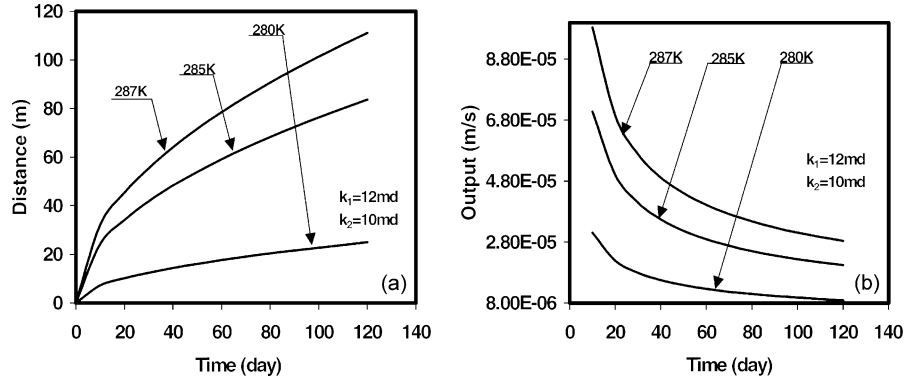 120
100
80
60
40
20
0
Distance (m)
280K
285K
287K
k1=12md
k2=10md
(a)
0 20 40 60 80 100 120 140
Time (day)
8.80E-05
6.80E-05
4.80E-05
2.80E-05
8.00E-06
Output (m/s)
287K 285K 280K
k1=12md
k2=10md
(b)
0 20 40 60 80 100 120 140
Time (day)